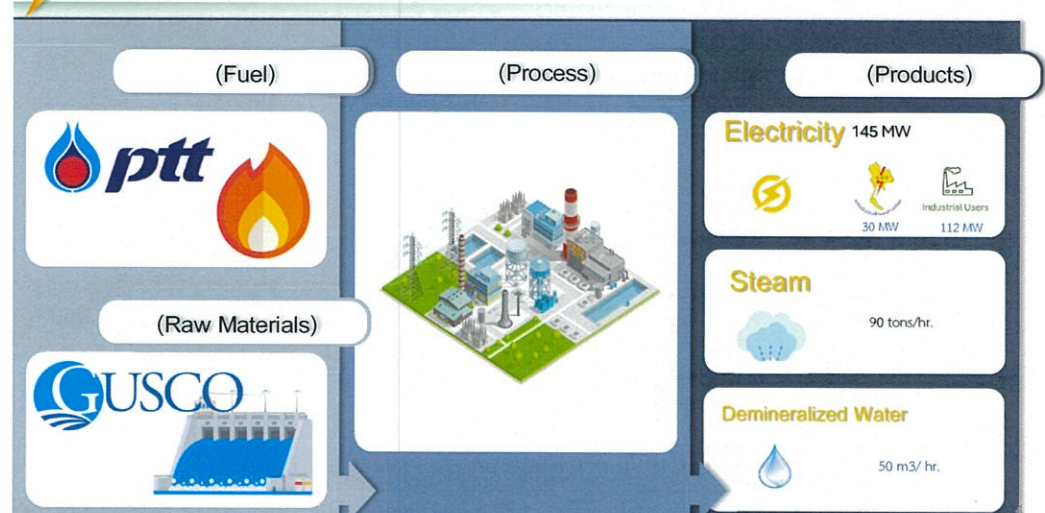 (Fuel)
ptt
(Raw Materials)
GUSCO
(Process)
(Products)
Electricity 145 MW
Industrial Users
30 MW
112 MW
Steam
90 tons/hr.
Demineralized Water
50 m3/ hr.